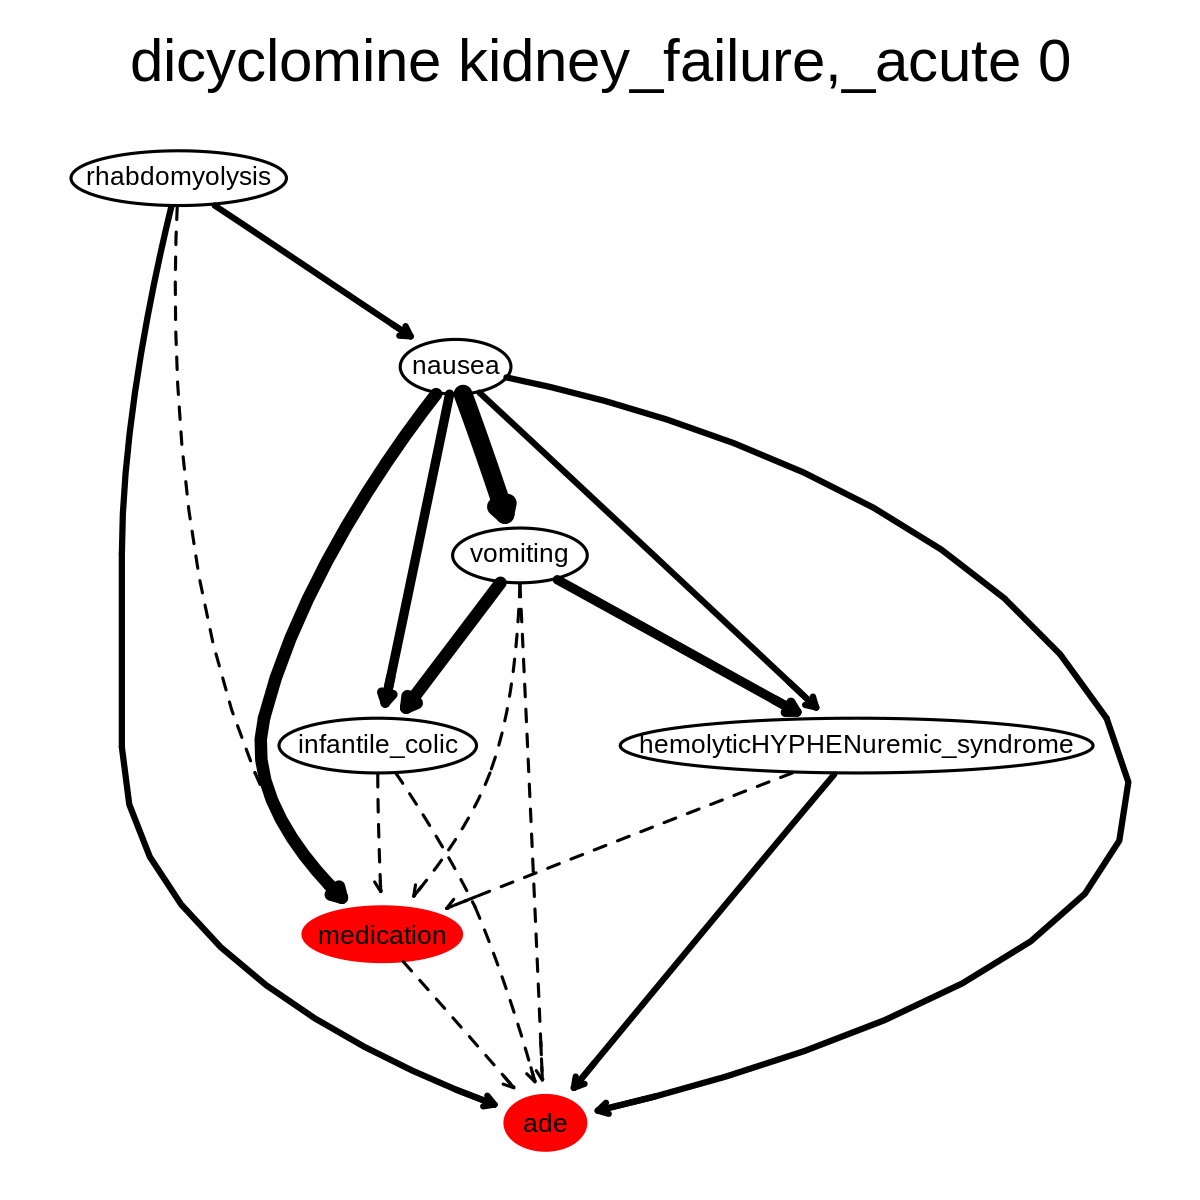 dicyclomine kidney_failure,_acute 0
rhabdomyolysis
nausea
vomiting
infantile_colic
hemolyticHYPHENuremic_syndrome
medication
ade